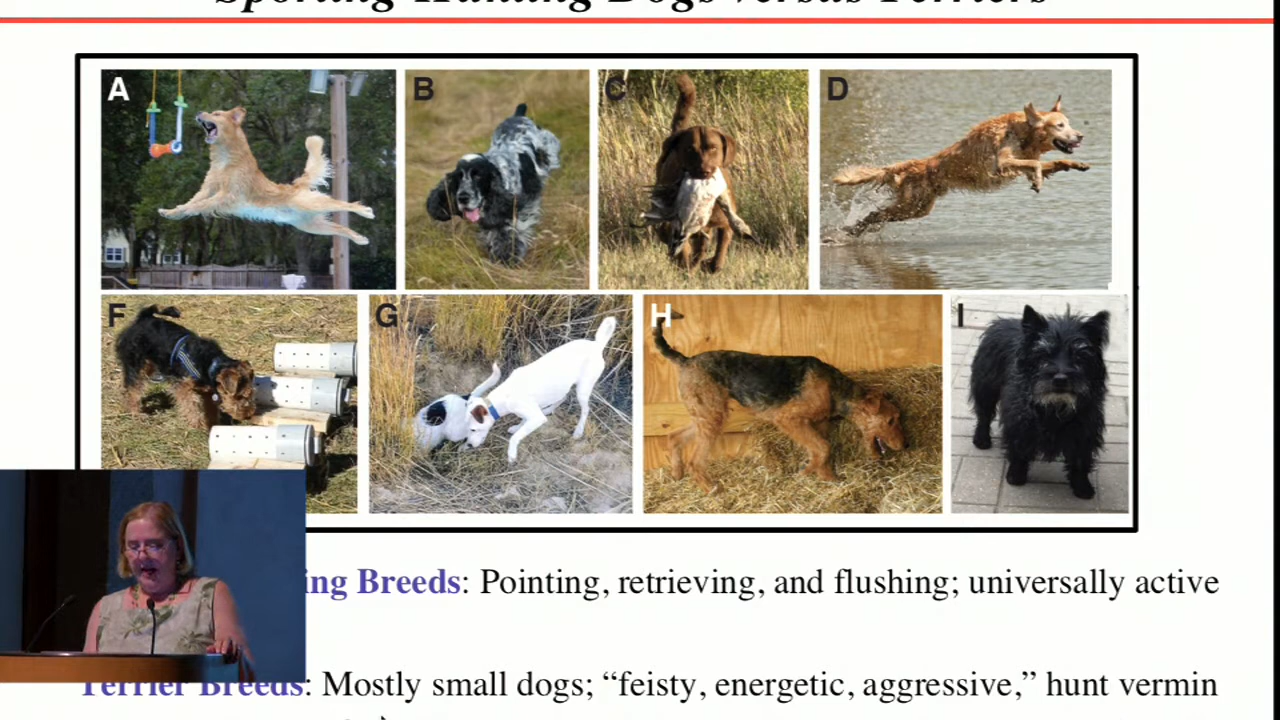 Sporting-Hunting Dogs versus Terriers
A B C D
F G H I
ing Breeds: Pointing, retrieving, and flushing; universally active
Terrier Breeds: Mostly small dogs; “feisty, energetic, aggressive,” hunt vermin